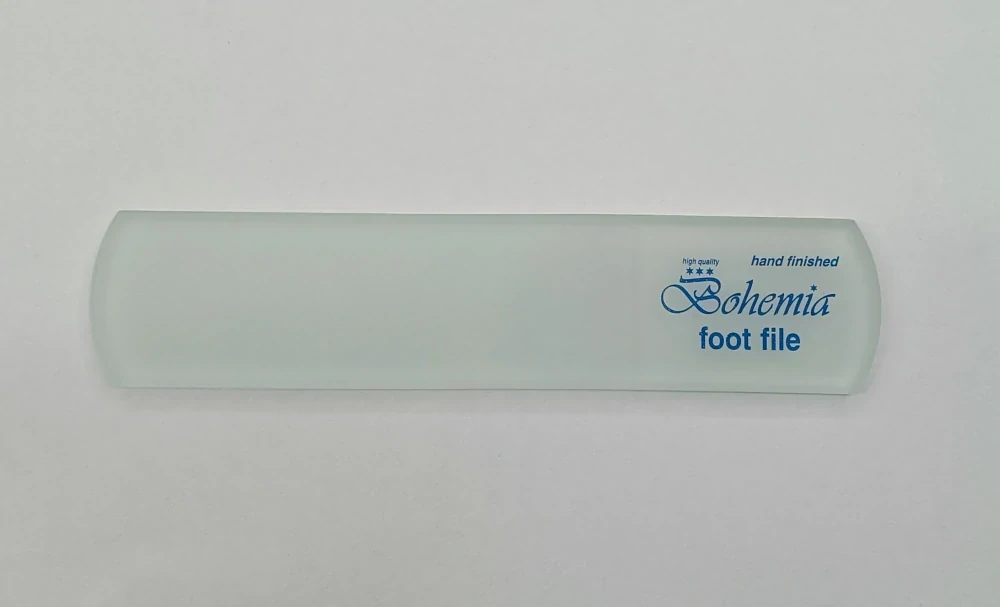 high quality
hand finished
Bohemia
foot file